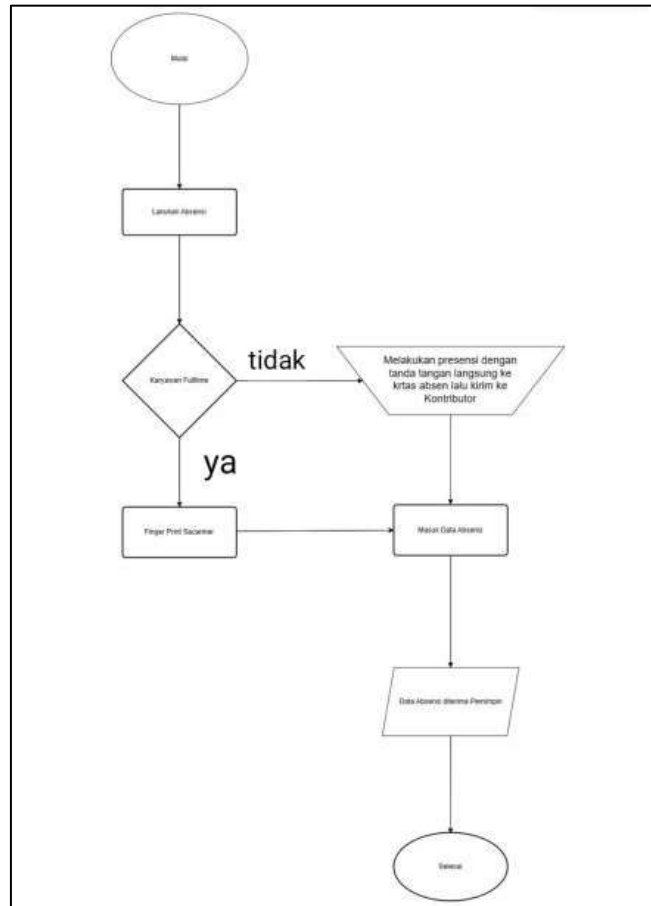 Mulai
Lakukan Absensi
Karyawan Fulltime
tidak
Melakukan presensi dengan
tanda tangan langsung ke
krtas absen lalu kirim ke
Kontributor
ya
Finger Print Sacanner
Masuk Data Absensi
Data Absensi diterima Pemimpin
Selesai